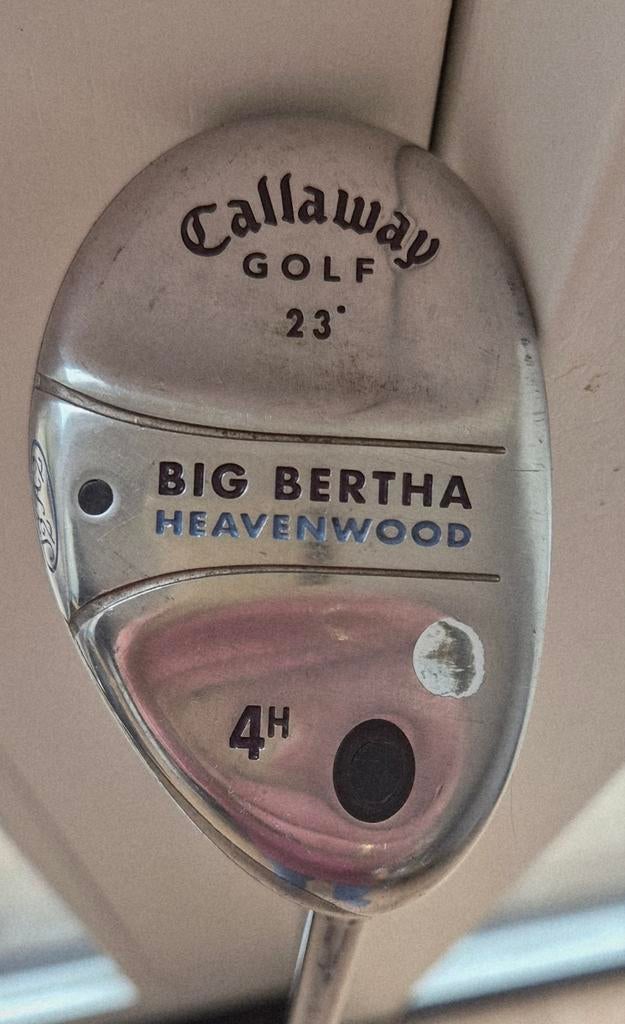 Callaway
GOLF
23°
BIG BERTHA
HEAVENWOOD
4H